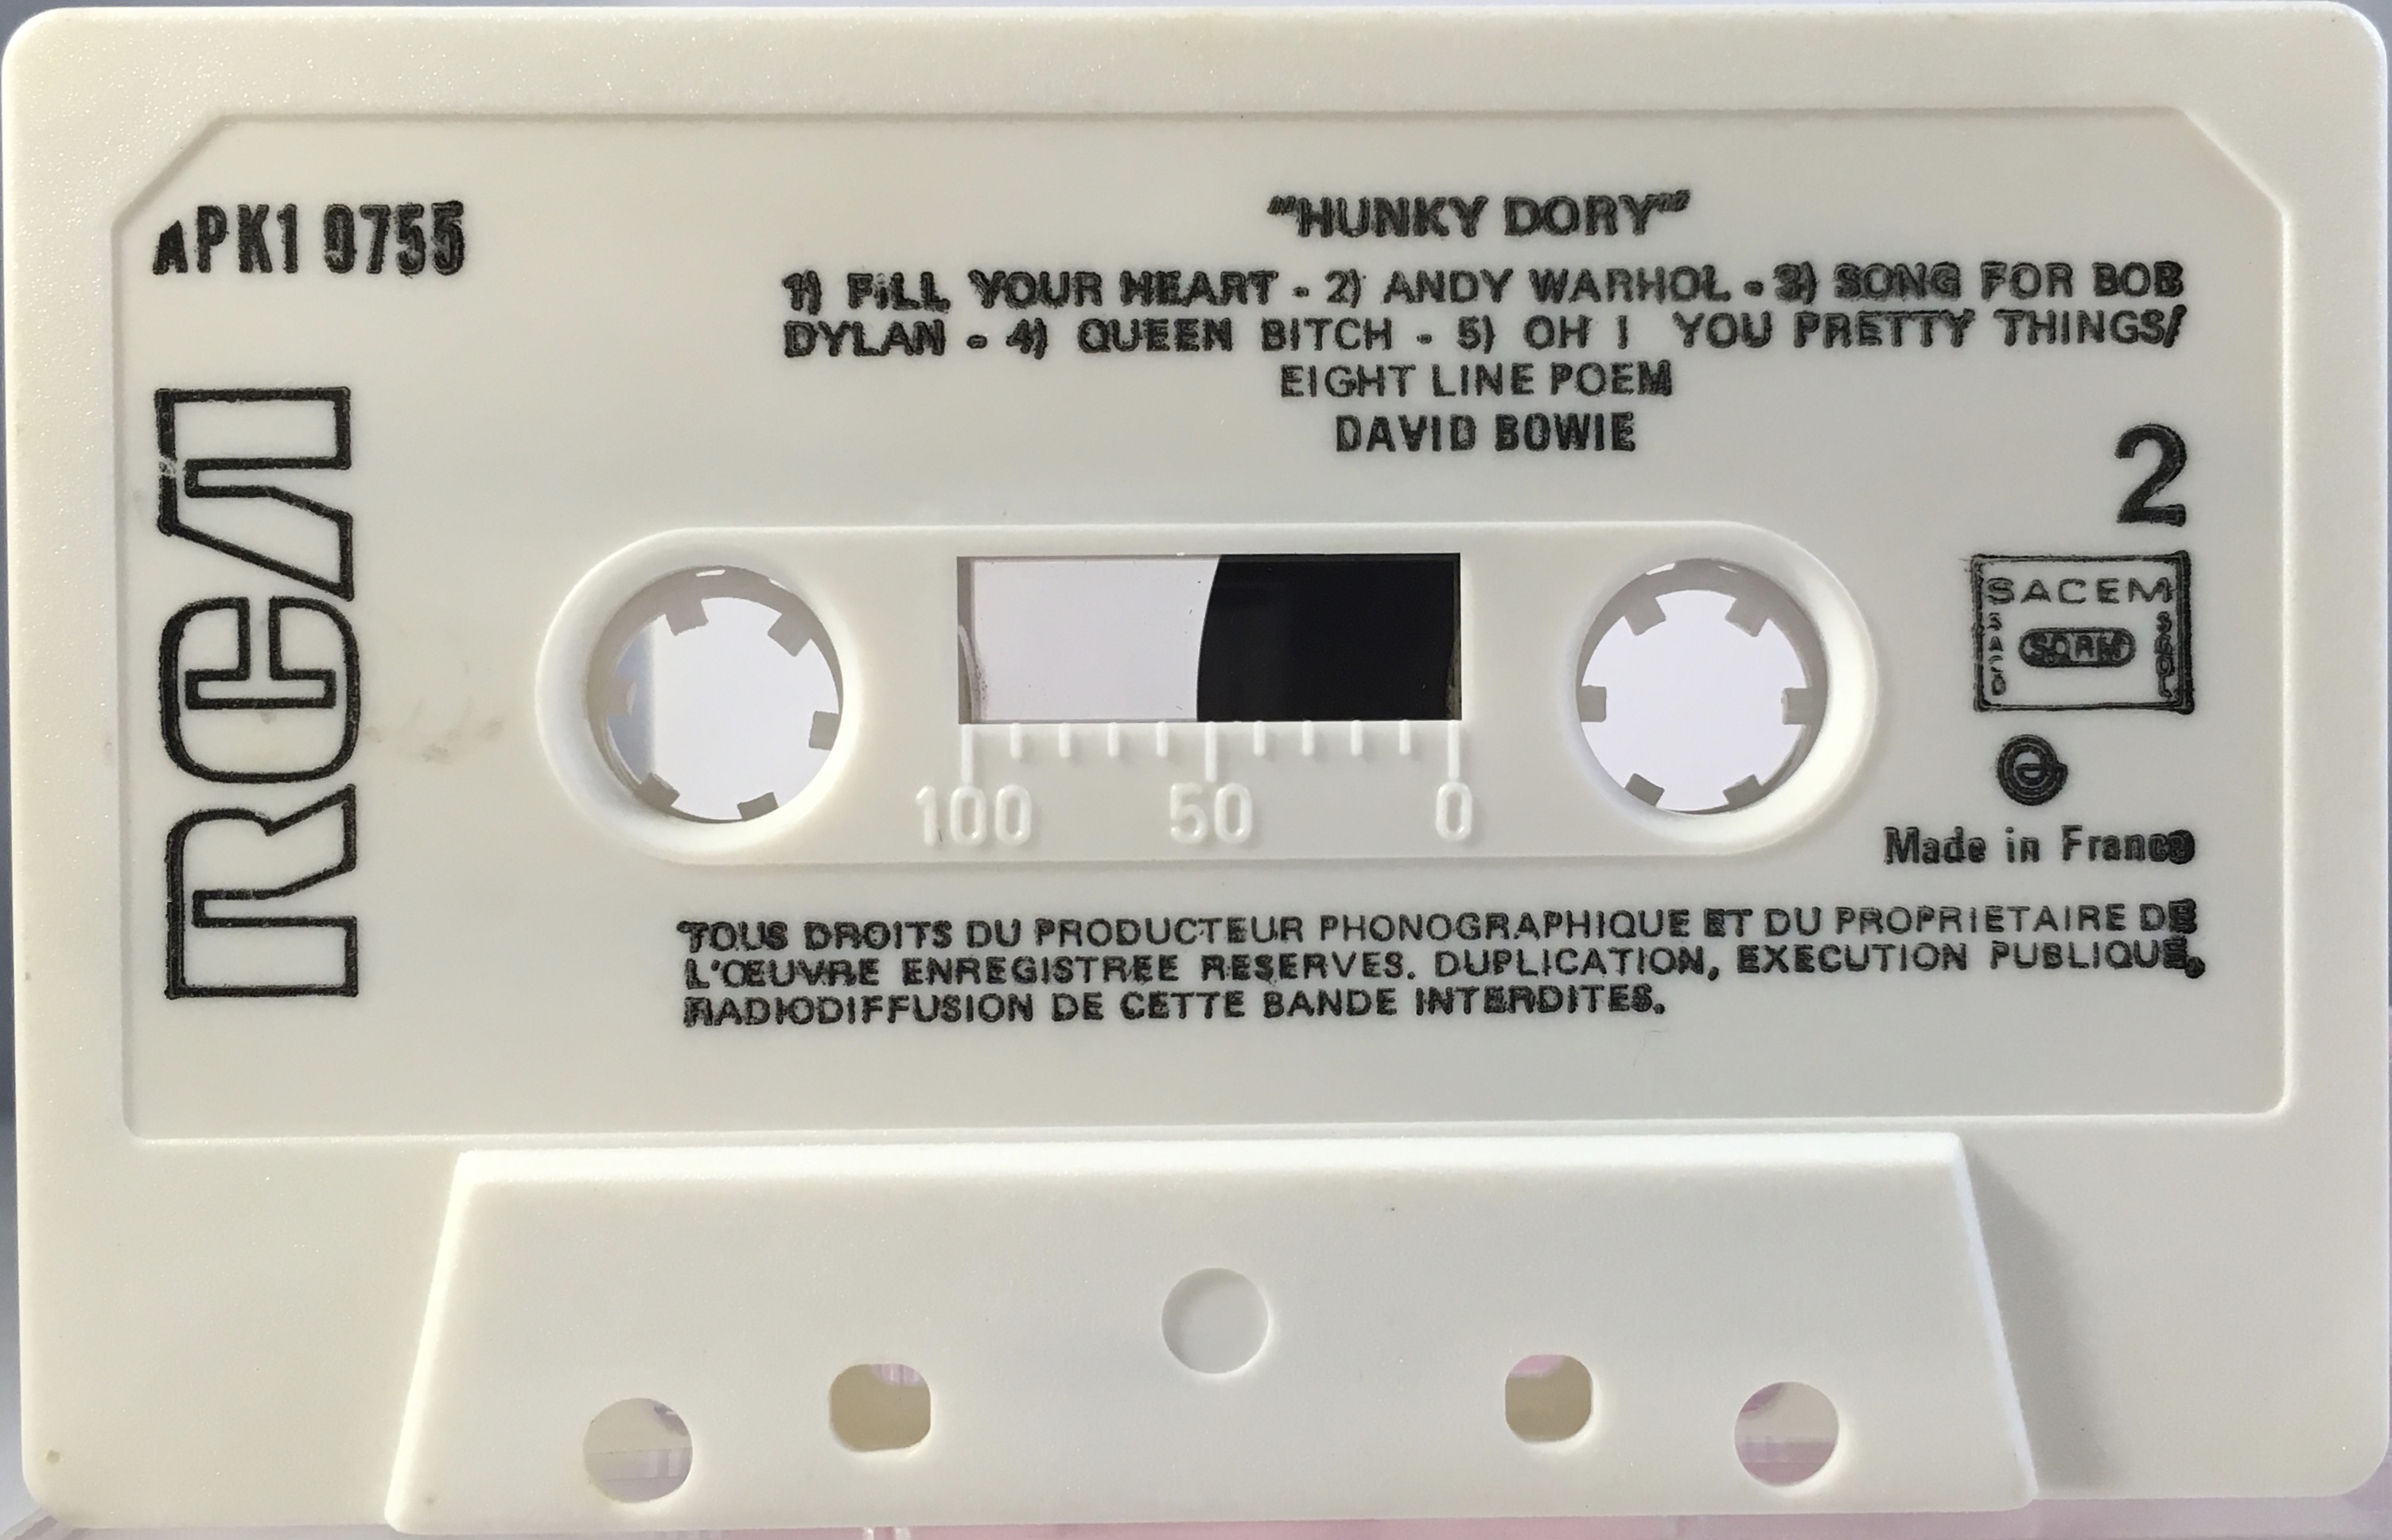 APK1 0755
"HUNKY DORY"
1) FILL YOUR HEART - 2) ANDY WARHOL - 3) SONG FOR BOB
DYLAN - 4) QUEEN BITCH - 5) OH ! YOU PRETTY THINGS/
EIGHT LINE POEM
DAVID BOWIE
RCA
2
SACEM
SACD
SDRM
SGDL
Made in France
100 50 0
TOUS DROITS DU PRODUCTEUR PHONOGRAPHIQUE ET DU PROPRIETAIRE DE
L'ŒUVRE ENREGISTREE RESERVES. DUPLICATION, EXECUTION PUBLIQUE,
RADIODIFFUSION DE CETTE BANDE INTERDITES.